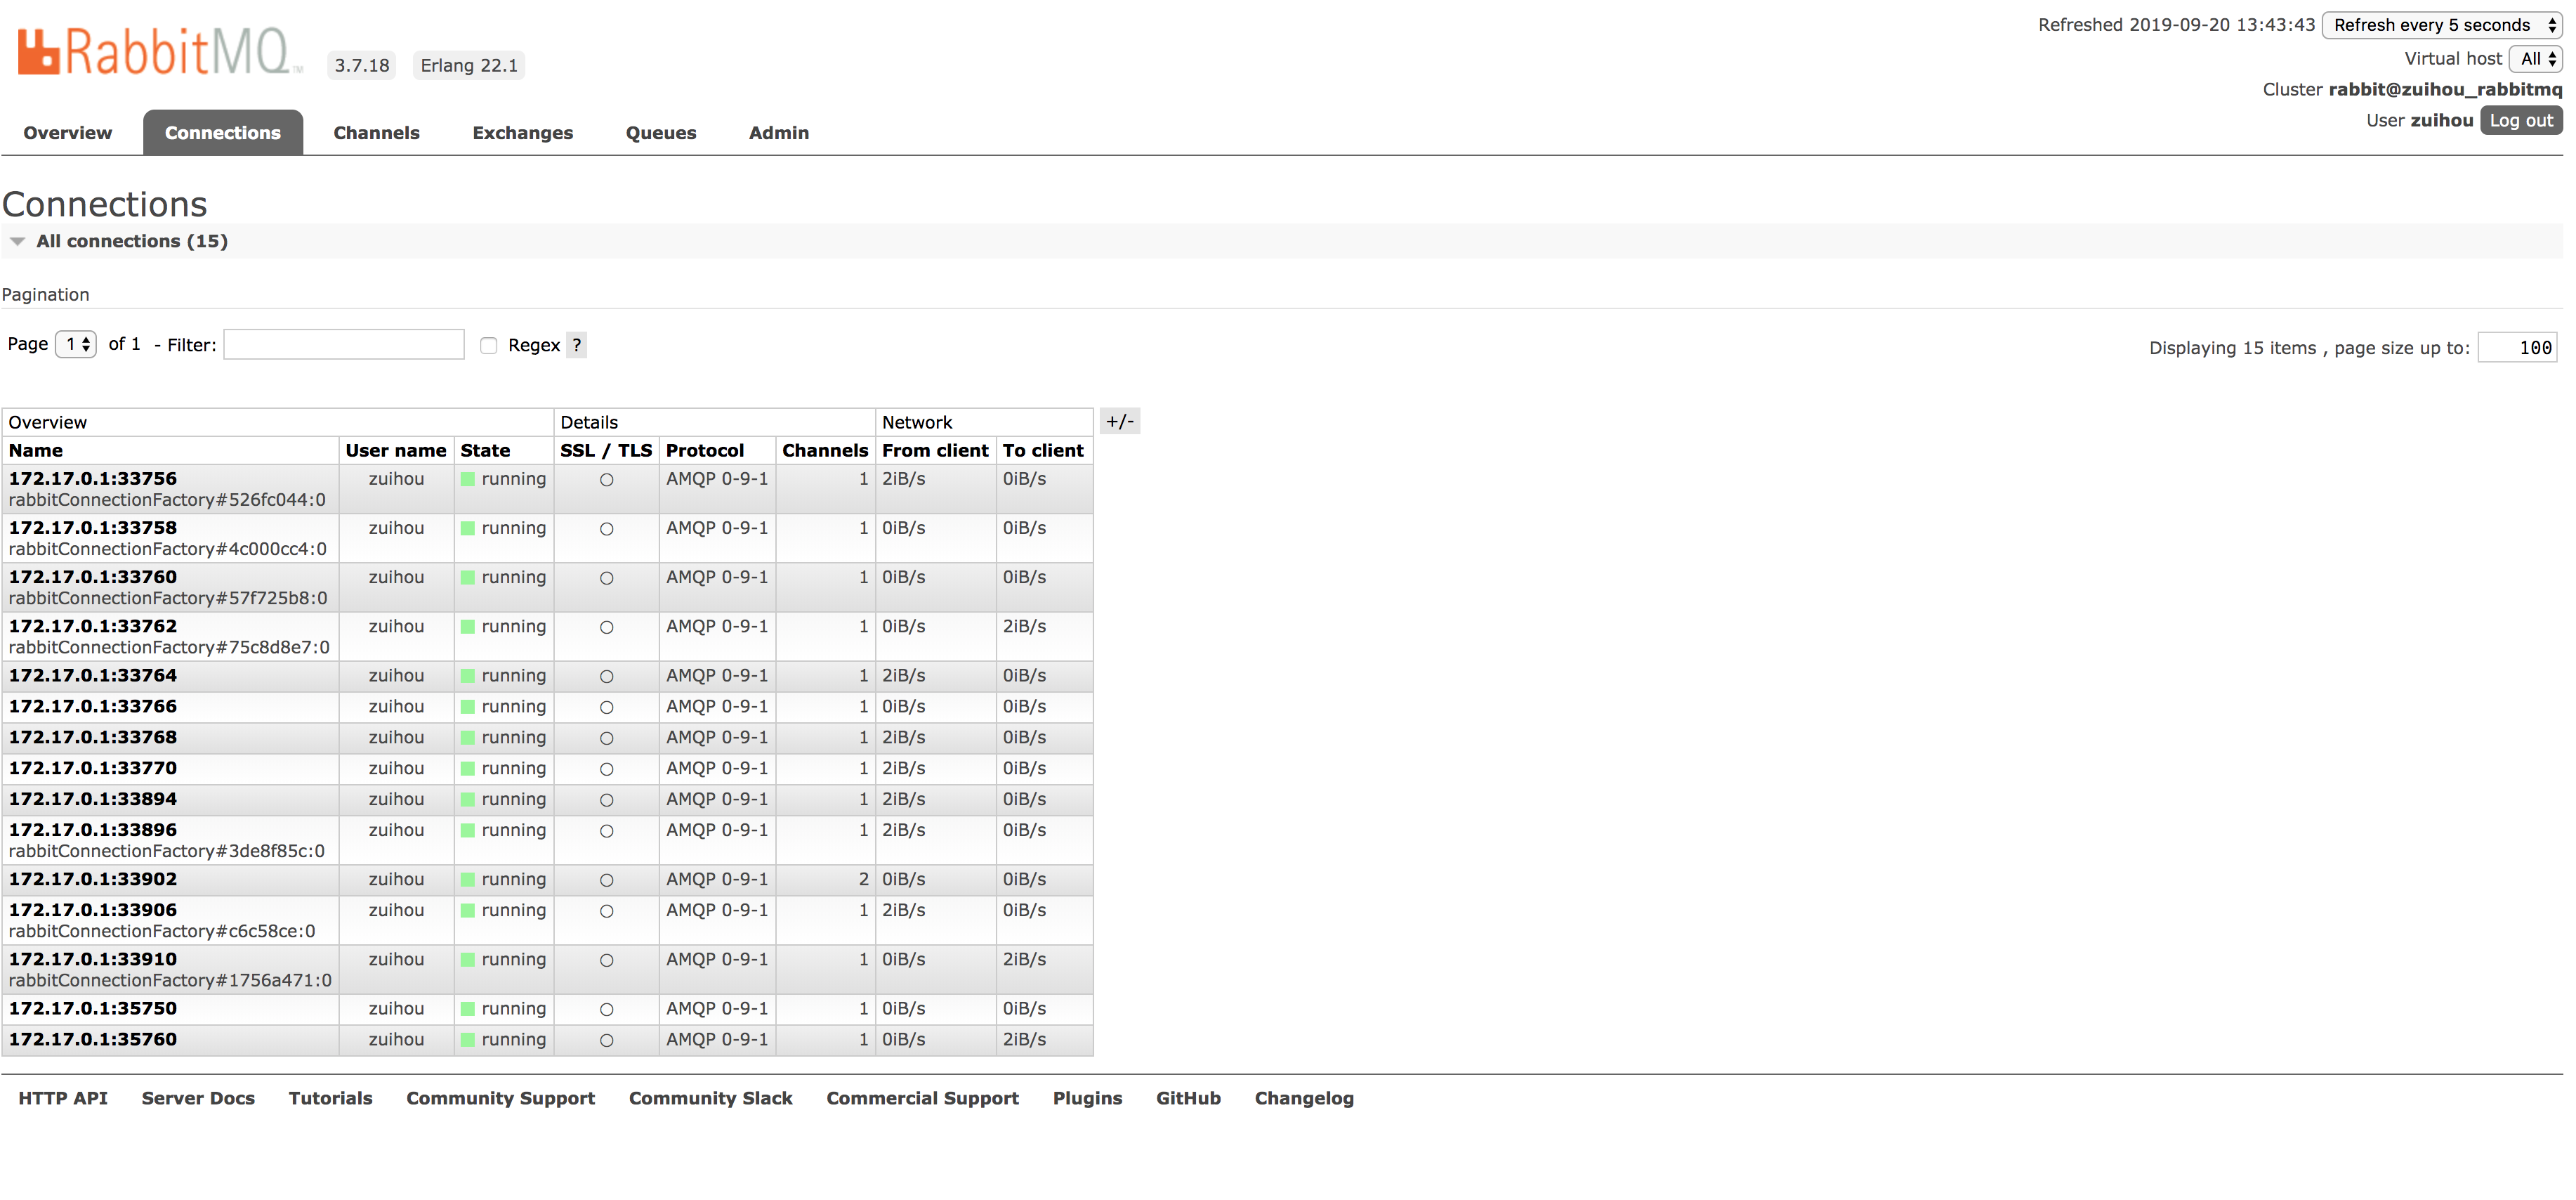 RabbitMQ TM 3.7.18 Erlang 22.1
Refreshed 2019-09-20 13:43:43 Refresh every 5 seconds
Virtual host All
Cluster rabbit@zuihou_rabbitmq
User zuihou Log out
Overview Connections Channels Exchanges Queues Admin
Connections
All connections (15)
Pagination
Page 1 of 1 - Filter: Regex ? Displaying 15 items , page size up to: 100
Overview Details Network +/-
Name User name State SSL / TLS Protocol Channels From client To client
172.17.0.1:33756 zuihou running AMQP 0-9-1 1 2iB/s 0iB/s
rabbitConnectionFactory#526fc044:0
172.17.0.1:33758 zuihou running AMQP 0-9-1 1 0iB/s 0iB/s
rabbitConnectionFactory#4c000cc4:0
172.17.0.1:33760 zuihou running AMQP 0-9-1 1 0iB/s 0iB/s
rabbitConnectionFactory#57f725b8:0
172.17.0.1:33762 zuihou running AMQP 0-9-1 1 0iB/s 2iB/s
rabbitConnectionFactory#75c8d8e7:0
172.17.0.1:33764 zuihou running AMQP 0-9-1 1 2iB/s 0iB/s
172.17.0.1:33766 zuihou running AMQP 0-9-1 1 0iB/s 0iB/s
172.17.0.1:33768 zuihou running AMQP 0-9-1 1 2iB/s 0iB/s
172.17.0.1:33770 zuihou running AMQP 0-9-1 1 2iB/s 0iB/s
172.17.0.1:33894 zuihou running AMQP 0-9-1 1 2iB/s 0iB/s
172.17.0.1:33896 zuihou running AMQP 0-9-1 1 2iB/s 0iB/s
rabbitConnectionFactory#3de8f85c:0
172.17.0.1:33902 zuihou running AMQP 0-9-1 2 0iB/s 0iB/s
172.17.0.1:33906 zuihou running AMQP 0-9-1 1 2iB/s 0iB/s
rabbitConnectionFactory#c6c58ce:0
172.17.0.1:33910 zuihou running AMQP 0-9-1 1 0iB/s 2iB/s
rabbitConnectionFactory#1756a471:0
172.17.0.1:35750 zuihou running AMQP 0-9-1 1 0iB/s 0iB/s
172.17.0.1:35760 zuihou running AMQP 0-9-1 1 0iB/s 2iB/s
HTTP API Server Docs Tutorials Community Support Community Slack Commercial Support Plugins GitHub Changelog